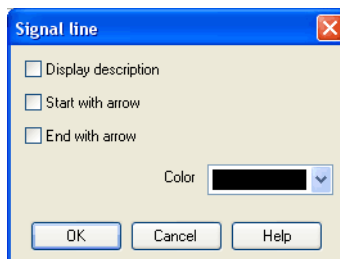 Signal line
Display description
Start with arrow
End with arrow
Color
OK Cancel Help